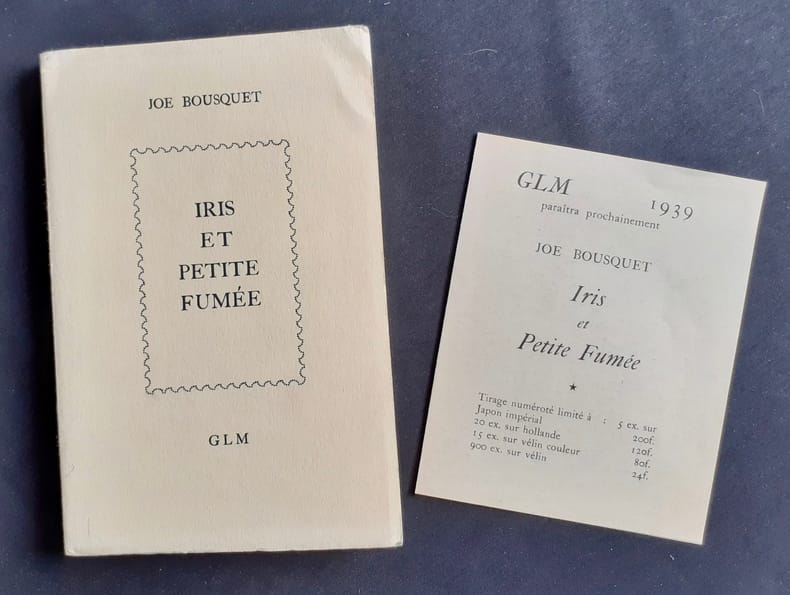 JOE BOUSQUET
IRIS
ET
PETITE
FUMÉE
GLM
GLM 1939
paraîtra prochainement
JOE BOUSQUET
Iris
et
Petite Fumée
★
Tirage numéroté limité à : 5 ex. sur
Japon impérial 200f.
20 ex. sur hollande 120f.
15 ex. sur vélin couleur 80f.
900 ex. sur vélin 24f.